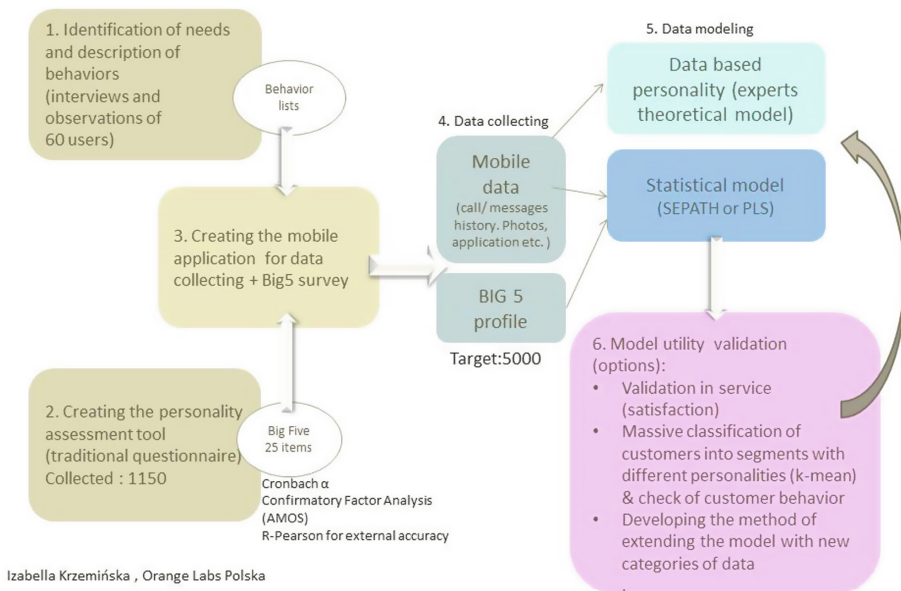 1. Identification of needs
and description of
behaviors
(interviews and
observations of
60 users)
Behavior
lists
3. Creating the mobile
application for data
collecting + Big5 survey
2. Creating the personality
assessment tool
(traditional questionnaire)
Collected : 1150
Big Five
25 items
Cronbach α
Confirmatory Factor Analysis
(AMOS)
R-Pearson for external accuracy
4. Data collecting
Mobile
data
(call/ messages
history. Photos,
application etc. )
BIG 5
profile
Target:5000
5. Data modeling
Data based
personality (experts
theoretical model)
Statistical model
(SEPATH or PLS)
6. Model utility validation
(options):
• Validation in service
(satisfaction)
• Massive classification of
customers into segments with
different personalities (k-mean)
& check of customer behavior
• Developing the method of
extending the model with new
categories of data
.
Izabella Krzemińska , Orange Labs Polska